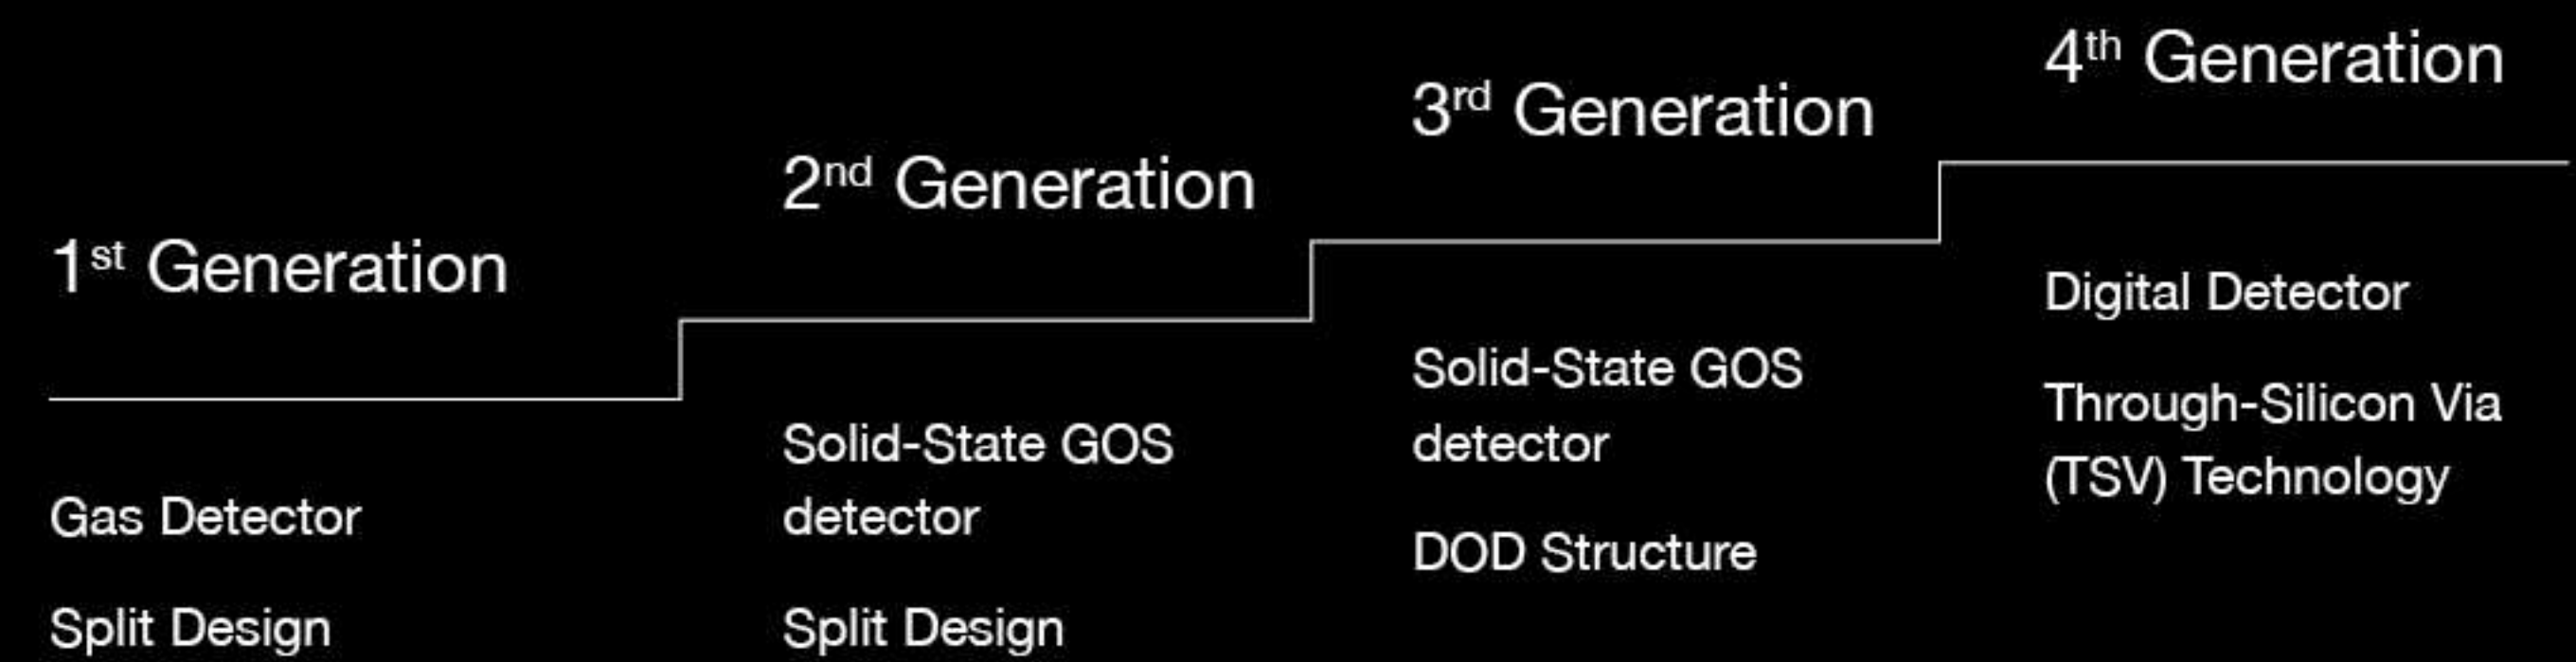 1st Generation
Gas Detector
Split Design
2nd Generation
Solid-State GOS
detector
Split Design
3rd Generation
Solid-State GOS
detector
DOD Structure
4th Generation
Digital Detector
Through-Silicon Via
(TSV) Technology